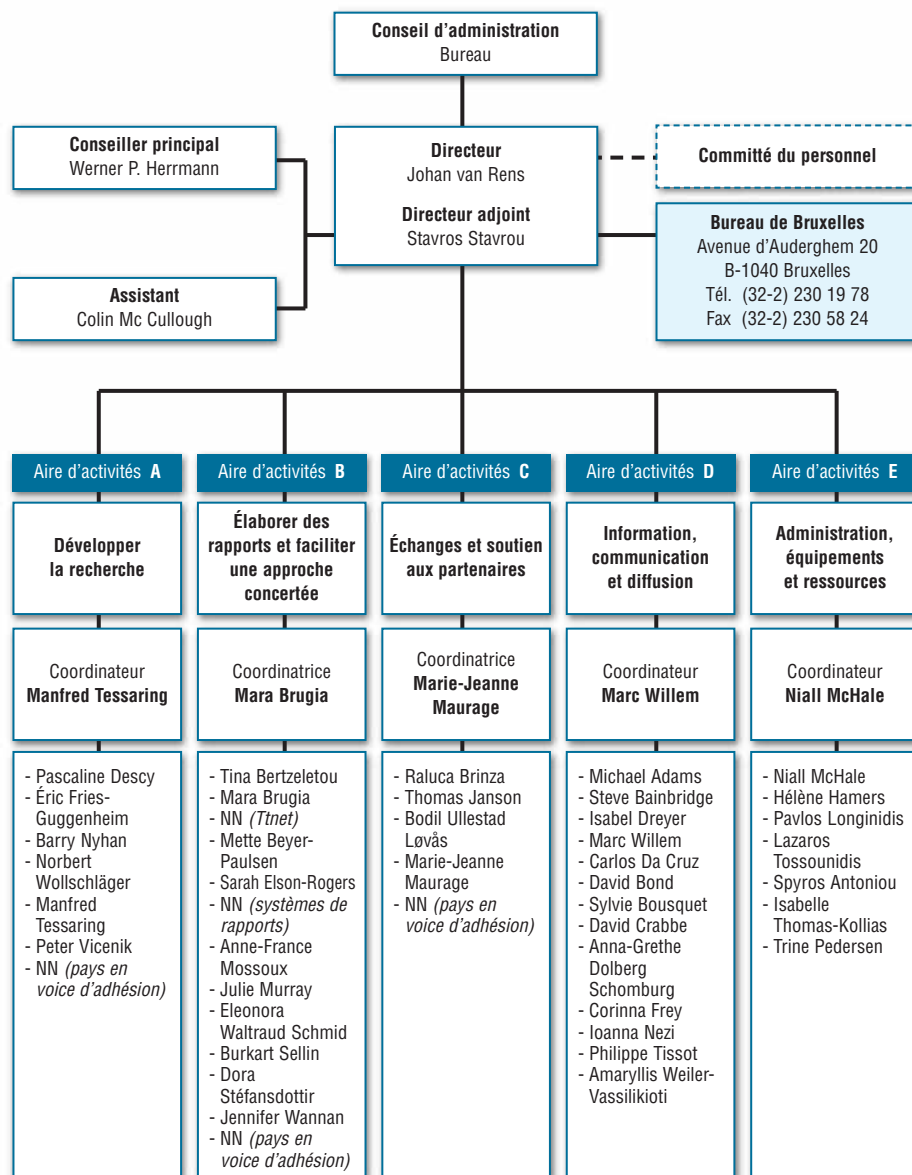 Conseil d'administration
Bureau
Conseiller principal
Werner P. Herrmann
Directeur
Johan van Rens
Directeur adjoint
Stavros Stavrou
Committé du personnel
Bureau de Bruxelles
Avenue d'Auderghem 20
B-1040 Bruxelles
Tél. (32-2) 230 19 78
Fax (32-2) 230 58 24
Assistant
Colin Mc Cullough
Aire d'activités A
Développer
la recherche
Coordinateur
Manfred Tessaring
- Pascaline Descy
- Éric Fries-
Guggenheim
- Barry Nyhan
- Norbert
Wollschläger
- Manfred
Tessaring
- Peter Vicenik
- NN (pays en
voice d'adhésion)
Aire d'activités B
Élaborer des
rapports et faciliter
une approche
concertée
Coordinatrice
Mara Brugia
- Tina Bertzeletou
- Mara Brugia
- NN (Ttnet)
- Mette Beyer-
Paulsen
- Sarah Elson-Rogers
- NN (systèmes de
rapports)
- Anne-France
Mossoux
- Julie Murray
- Eleonora
Waltraud Schmid
- Burkart Sellin
- Dora
Stéfansdottir
- Jennifer Wannan
- NN (pays en
voice d'adhésion)
Aire d'activités C
Échanges et soutien
aux partenaires
Coordinatrice
Marie-Jeanne
Maurage
- Raluca Brinza
- Thomas Janson
- Bodil Ullestad
Løvås
- Marie-Jeanne
Maurage
- NN (pays en
voice d'adhésion)
Aire d'activités D
Information,
communication
et diffusion
Coordinateur
Marc Willem
- Michael Adams
- Steve Bainbridge
- Isabel Dreyer
- Marc Willem
- Carlos Da Cruz
- David Bond
- Sylvie Bousquet
- David Crabbe
- Anna-Grethe
Dolberg
Schomburg
- Corinna Frey
- Ioanna Nezi
- Philippe Tissot
- Amaryllis Weiler-
Vassilikioti
Aire d'activités E
Administration,
équipements
et ressources
Coordinateur
Niall McHale
- Niall McHale
- Hélène Hamers
- Pavlos Longinidis
- Lazaros
Tossounidis
- Spyros Antoniou
- Isabelle
Thomas-Kollias
- Trine Pedersen